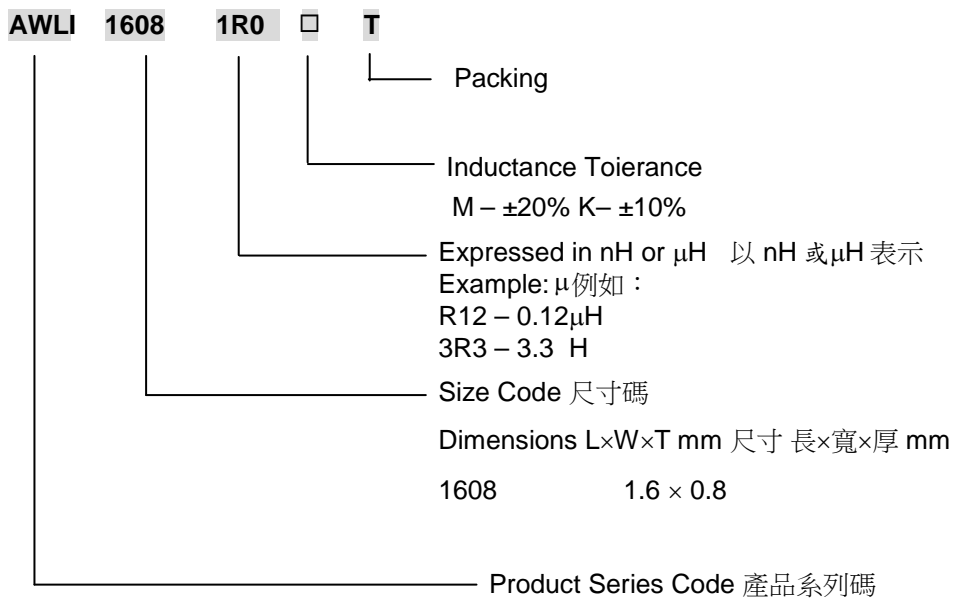 AWLI 1608 1R0 □ T
Packing
Inductance Toierance
M – ±20% K– ±10%
Expressed in nH or μH 以 nH 或μH 表示
Example: μ例如：
R12 – 0.12μH
3R3 – 3.3 H
Size Code 尺寸碼
Dimensions L×W×T mm 尺寸 長×寬×厚 mm
1608 1.6 × 0.8
Product Series Code 產品系列碼